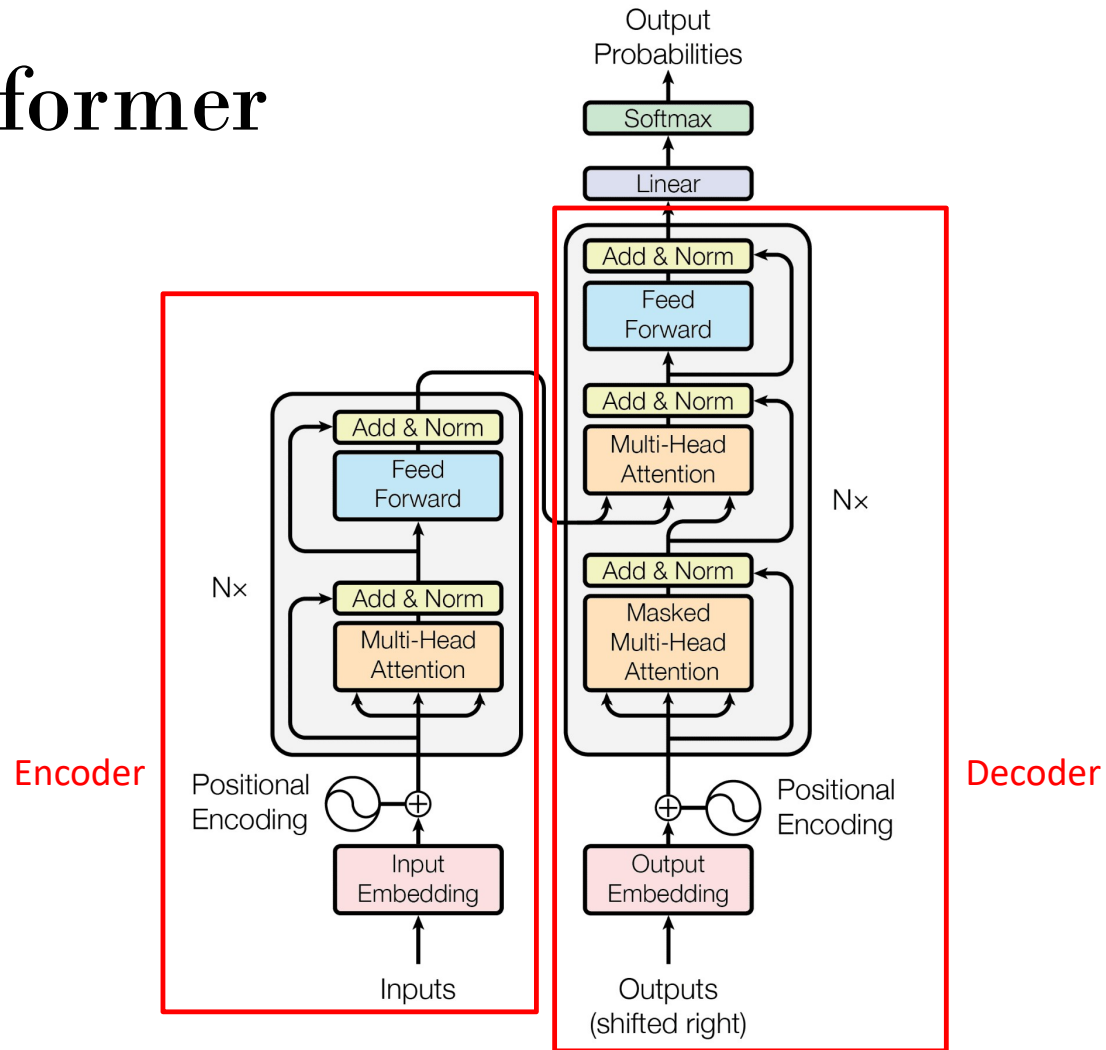 former
Output
Probabilities
Softmax
Linear
Add & Norm
Feed
Forward
Add & Norm
Multi-Head
Attention
Nx
Add & Norm
Masked
Multi-Head
Attention
Add & Norm
Feed
Forward
Nx
Add & Norm
Multi-Head
Attention
Encoder
Decoder
Positional
Encoding
Positional
Encoding
Input
Embedding
Output
Embedding
Inputs
Outputs
(shifted right)